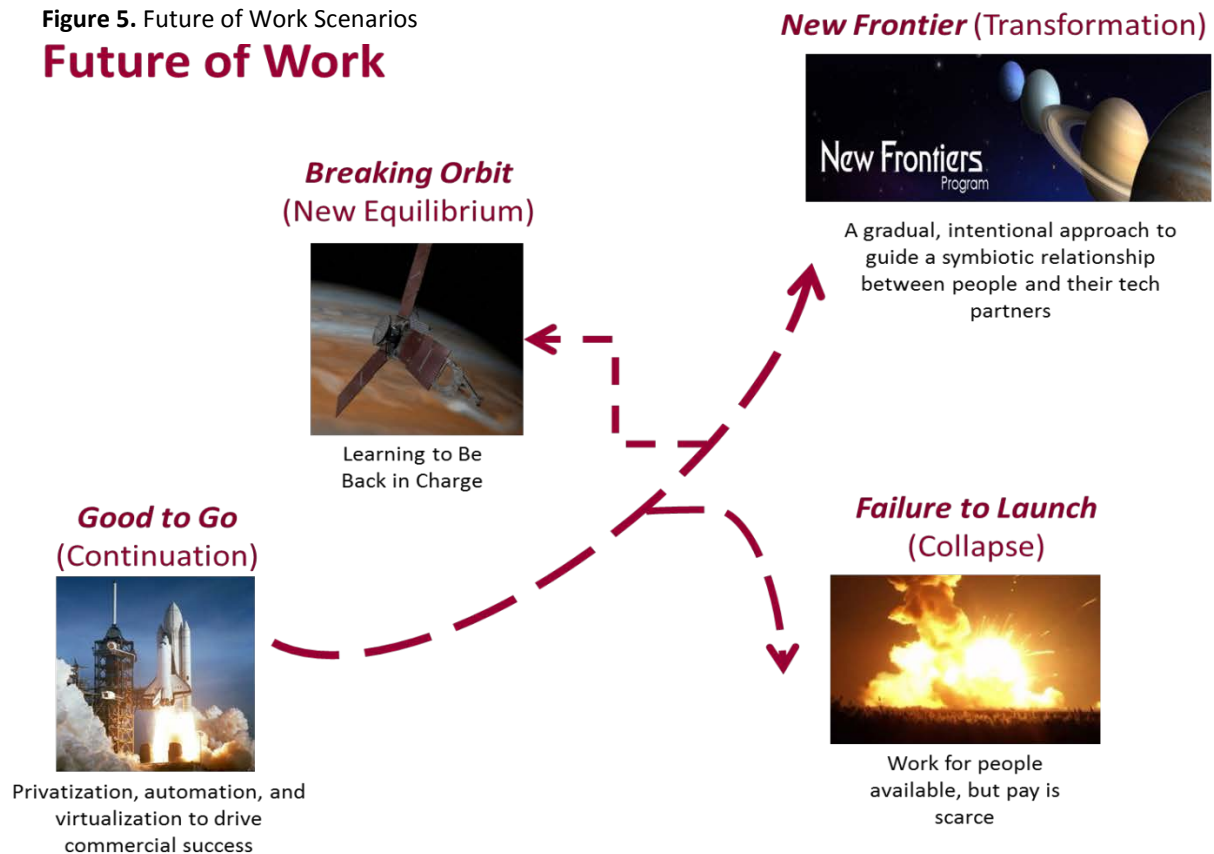 Figure 5. Future of Work Scenarios
Future of Work
New Frontier (Transformation)
New Frontiers
Program
A gradual, intentional approach to
guide a symbiotic relationship
between people and their tech
partners
Breaking Orbit
(New Equilibrium)
Learning to Be
Back in Charge
Good to Go
(Continuation)
Privatization, automation, and
virtualization to drive
commercial success
Failure to Launch
(Collapse)
Work for people
available, but pay is
scarce